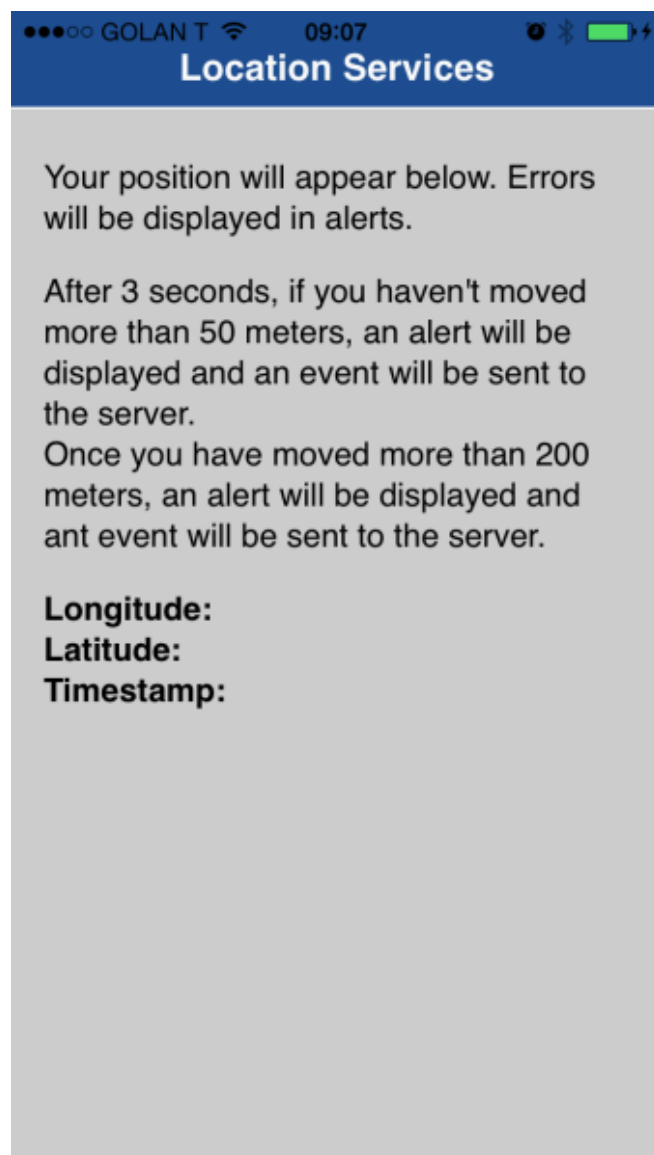 GOLAN T 09:07
Location Services
Your position will appear below. Errors
will be displayed in alerts.
After 3 seconds, if you haven't moved
more than 50 meters, an alert will be
displayed and an event will be sent to
the server.
Once you have moved more than 200
meters, an alert will be displayed and
ant event will be sent to the server.
Longitude:
Latitude:
Timestamp: